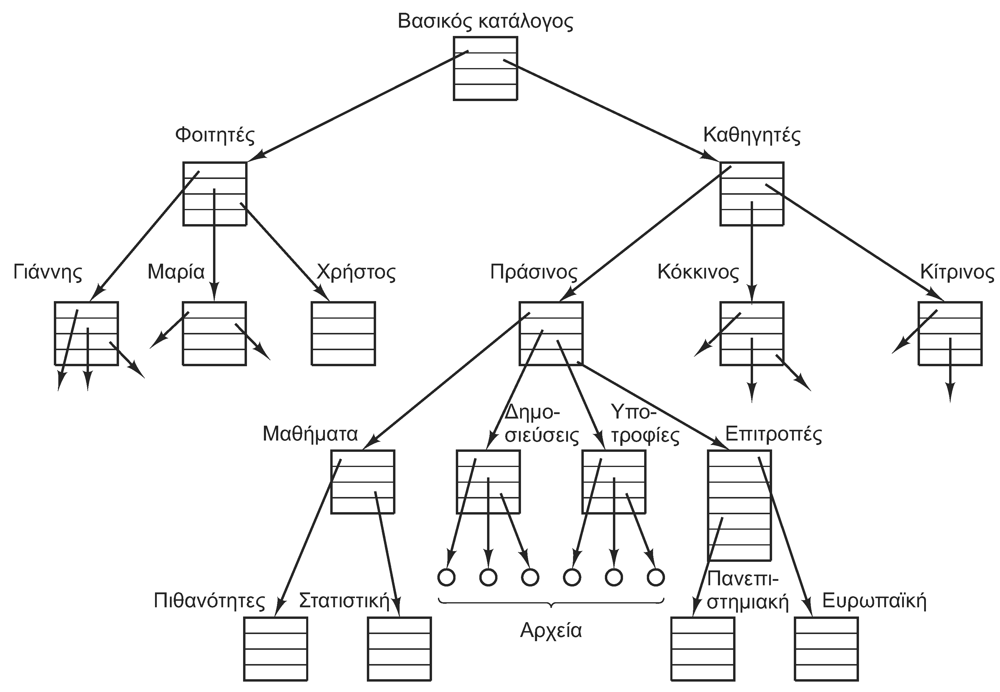 Βασικός κατάλογος
Φοιτητές
Καθηγητές
Γιάννης
Μαρία
Χρήστος
Πράσινος
Κόκκινος
Κίτρινος
Μαθήματα
Δημο-
σιεύσεις
Υπο-
τροφίες
Επιτροπές
Πιθανότητες
Στατιστική
Αρχεία
Πανεπι-
στημιακή
Ευρωπαϊκή